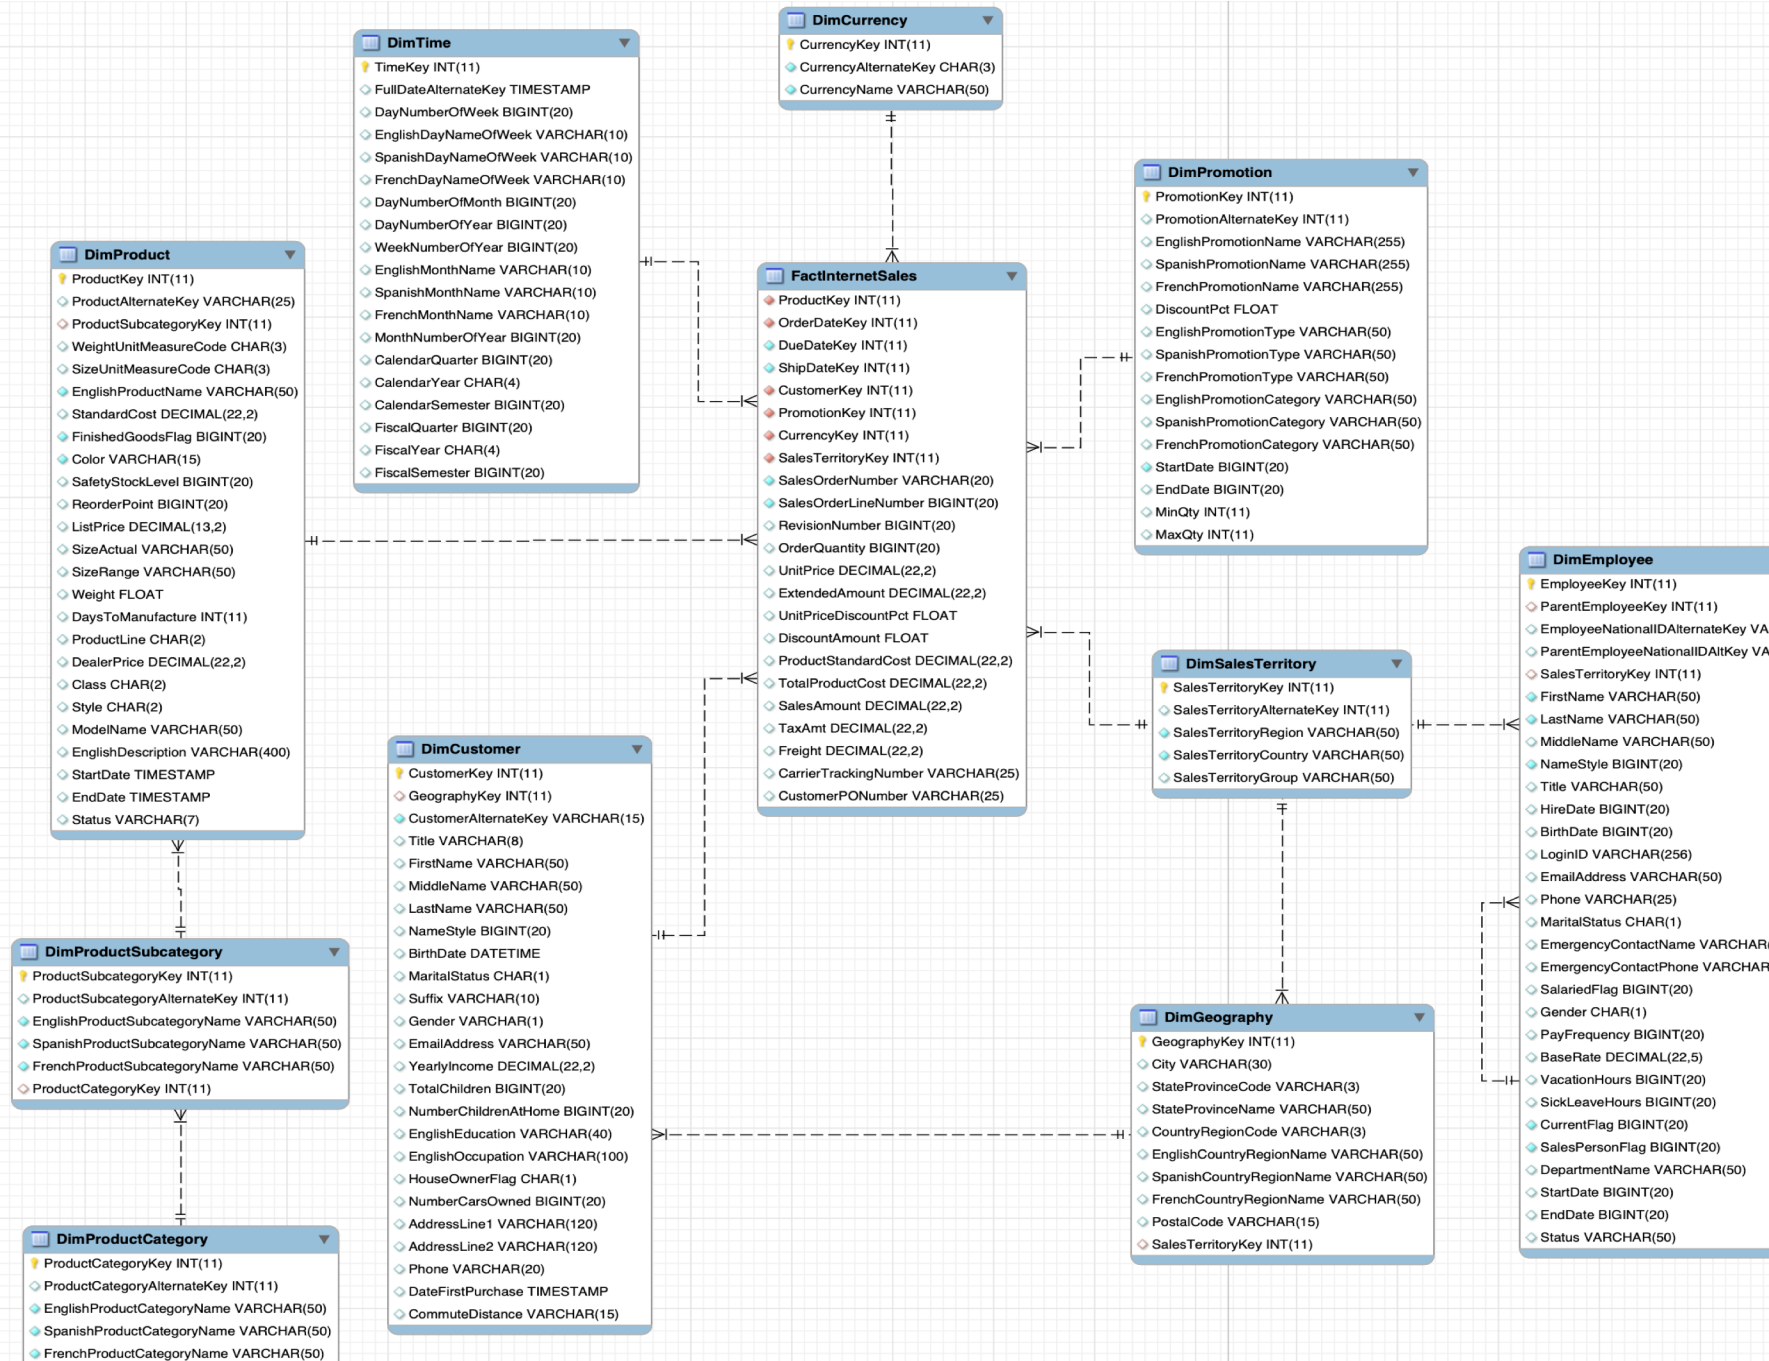 DimCurrency
CurrencyKey INT(11)
CurrencyAlternateKey CHAR(3)
CurrencyName VARCHAR(50)
DimTime
TimeKey INT(11)
FullDateAlternateKey TIMESTAMP
DayNumberOfWeek BIGINT(20)
EnglishDayNameOfWeek VARCHAR(10)
SpanishDayNameOfWeek VARCHAR(10)
FrenchDayNameOfWeek VARCHAR(10)
DayNumberOfMonth BIGINT(20)
DayNumberOfYear BIGINT(20)
WeekNumberOfYear BIGINT(20)
EnglishMonthName VARCHAR(10)
SpanishMonthName VARCHAR(10)
FrenchMonthName VARCHAR(10)
MonthNumberOfYear BIGINT(20)
CalendarQuarter BIGINT(20)
CalendarYear CHAR(4)
CalendarSemester BIGINT(20)
FiscalQuarter BIGINT(20)
FiscalYear CHAR(4)
FiscalSemester BIGINT(20)
DimPromotion
PromotionKey INT(11)
PromotionAlternateKey INT(11)
EnglishPromotionName VARCHAR(255)
SpanishPromotionName VARCHAR(255)
FrenchPromotionName VARCHAR(255)
DiscountPct FLOAT
EnglishPromotionType VARCHAR(50)
SpanishPromotionType VARCHAR(50)
FrenchPromotionType VARCHAR(50)
EnglishPromotionCategory VARCHAR(50)
SpanishPromotionCategory VARCHAR(50)
FrenchPromotionCategory VARCHAR(50)
StartDate BIGINT(20)
EndDate BIGINT(20)
MinQty INT(11)
MaxQty INT(11)
DimProduct
ProductKey INT(11)
ProductAlternateKey VARCHAR(25)
ProductSubcategoryKey INT(11)
WeightUnitMeasureCode CHAR(3)
SizeUnitMeasureCode CHAR(3)
EnglishProductName VARCHAR(50)
StandardCost DECIMAL(22,2)
FinishedGoodsFlag BIGINT(20)
Color VARCHAR(15)
SafetyStockLevel BIGINT(20)
ReorderPoint BIGINT(20)
ListPrice DECIMAL(13,2)
SizeActual VARCHAR(50)
SizeRange VARCHAR(50)
Weight FLOAT
DaysToManufacture INT(11)
ProductLine CHAR(2)
DealerPrice DECIMAL(22,2)
Class CHAR(2)
Style CHAR(2)
ModelName VARCHAR(50)
EnglishDescription VARCHAR(400)
StartDate TIMESTAMP
EndDate TIMESTAMP
Status VARCHAR(7)
FactInternetSales
ProductKey INT(11)
OrderDateKey INT(11)
DueDateKey INT(11)
ShipDateKey INT(11)
CustomerKey INT(11)
PromotionKey INT(11)
CurrencyKey INT(11)
SalesTerritoryKey INT(11)
SalesOrderNumber VARCHAR(20)
SalesOrderLineNumber BIGINT(20)
RevisionNumber BIGINT(20)
OrderQuantity BIGINT(20)
UnitPrice DECIMAL(22,2)
ExtendedAmount DECIMAL(22,2)
UnitPriceDiscountPct FLOAT
DiscountAmount FLOAT
ProductStandardCost DECIMAL(22,2)
TotalProductCost DECIMAL(22,2)
SalesAmount DECIMAL(22,2)
TaxAmt DECIMAL(22,2)
Freight DECIMAL(22,2)
CarrierTrackingNumber VARCHAR(25)
CustomerPONumber VARCHAR(25)
DimEmployee
EmployeeKey INT(11)
ParentEmployeeKey INT(11)
EmployeeNationalIDAlternateKey VA
ParentEmployeeNationalIDAltKey VA
SalesTerritoryKey INT(11)
FirstName VARCHAR(50)
LastName VARCHAR(50)
MiddleName VARCHAR(50)
NameStyle BIGINT(20)
Title VARCHAR(50)
HireDate BIGINT(20)
BirthDate BIGINT(20)
LoginID VARCHAR(256)
EmailAddress VARCHAR(50)
Phone VARCHAR(25)
MaritalStatus CHAR(1)
EmergencyContactName VARCHAR(
EmergencyContactPhone VARCHAR
SalariedFlag BIGINT(20)
Gender CHAR(1)
PayFrequency BIGINT(20)
BaseRate DECIMAL(22,5)
VacationHours BIGINT(20)
SickLeaveHours BIGINT(20)
CurrentFlag BIGINT(20)
SalesPersonFlag BIGINT(20)
DepartmentName VARCHAR(50)
StartDate BIGINT(20)
EndDate BIGINT(20)
Status VARCHAR(50)
DimSalesTerritory
SalesTerritoryKey INT(11)
SalesTerritoryAlternateKey INT(11)
SalesTerritoryRegion VARCHAR(50)
SalesTerritoryCountry VARCHAR(50)
SalesTerritoryGroup VARCHAR(50)
DimCustomer
CustomerKey INT(11)
GeographyKey INT(11)
CustomerAlternateKey VARCHAR(15)
Title VARCHAR(8)
FirstName VARCHAR(50)
MiddleName VARCHAR(50)
LastName VARCHAR(50)
NameStyle BIGINT(20)
BirthDate DATETIME
MaritalStatus CHAR(1)
Suffix VARCHAR(10)
Gender VARCHAR(1)
EmailAddress VARCHAR(50)
YearlyIncome DECIMAL(22,2)
TotalChildren BIGINT(20)
NumberChildrenAtHome BIGINT(20)
EnglishEducation VARCHAR(40)
EnglishOccupation VARCHAR(100)
HouseOwnerFlag CHAR(1)
NumberCarsOwned BIGINT(20)
AddressLine1 VARCHAR(120)
AddressLine2 VARCHAR(120)
Phone VARCHAR(20)
DateFirstPurchase TIMESTAMP
CommuteDistance VARCHAR(15)
DimProductSubcategory
ProductSubcategoryKey INT(11)
ProductSubcategoryAlternateKey INT(11)
EnglishProductSubcategoryName VARCHAR(50)
SpanishProductSubcategoryName VARCHAR(50)
FrenchProductSubcategoryName VARCHAR(50)
ProductCategoryKey INT(11)
DimGeography
GeographyKey INT(11)
City VARCHAR(30)
StateProvinceCode VARCHAR(3)
StateProvinceName VARCHAR(50)
CountryRegionCode VARCHAR(3)
EnglishCountryRegionName VARCHAR(50)
SpanishCountryRegionName VARCHAR(50)
FrenchCountryRegionName VARCHAR(50)
PostalCode VARCHAR(15)
SalesTerritoryKey INT(11)
DimProductCategory
ProductCategoryKey INT(11)
ProductCategoryAlternateKey INT(11)
EnglishProductCategoryName VARCHAR(50)
SpanishProductCategoryName VARCHAR(50)
FrenchProductCategoryName VARCHAR(50)